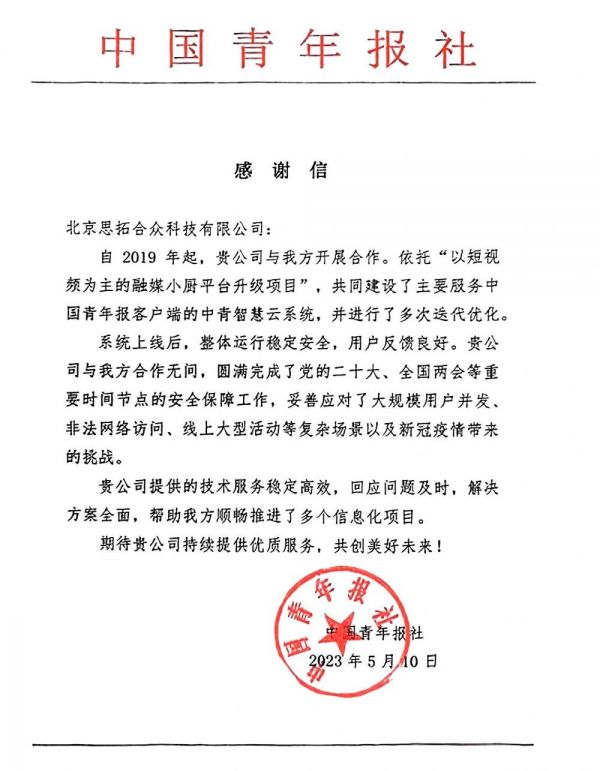 中国青年报社
感谢信
北京思拓合众科技有限公司：
自 2019 年起，贵公司与我方开展合作。依托“以短视
频为主的融媒小厨平台升级项目”，共同建设了主要服务中
国青年报客户端的中青智慧云系统，并进行了多次迭代优化。
系统上线后，整体运行稳定安全，用户反馈良好。贵公
司与我方合作无间，圆满完成了党的二十大、全国两会等重
要时间节点的安全保障工作，妥善应对了大规模用户并发、
非法网络访问、线上大型活动等复杂场景以及新冠疫情带来
的挑战。
贵公司提供的技术服务稳定高效，回应问题及时，解决
方案全面，帮助我方顺畅推进了多个信息化项目。
期待贵公司持续提供优质服务，共创美好未来！
中国青年报社
中国青年报社
2023 年 5 月 10 日